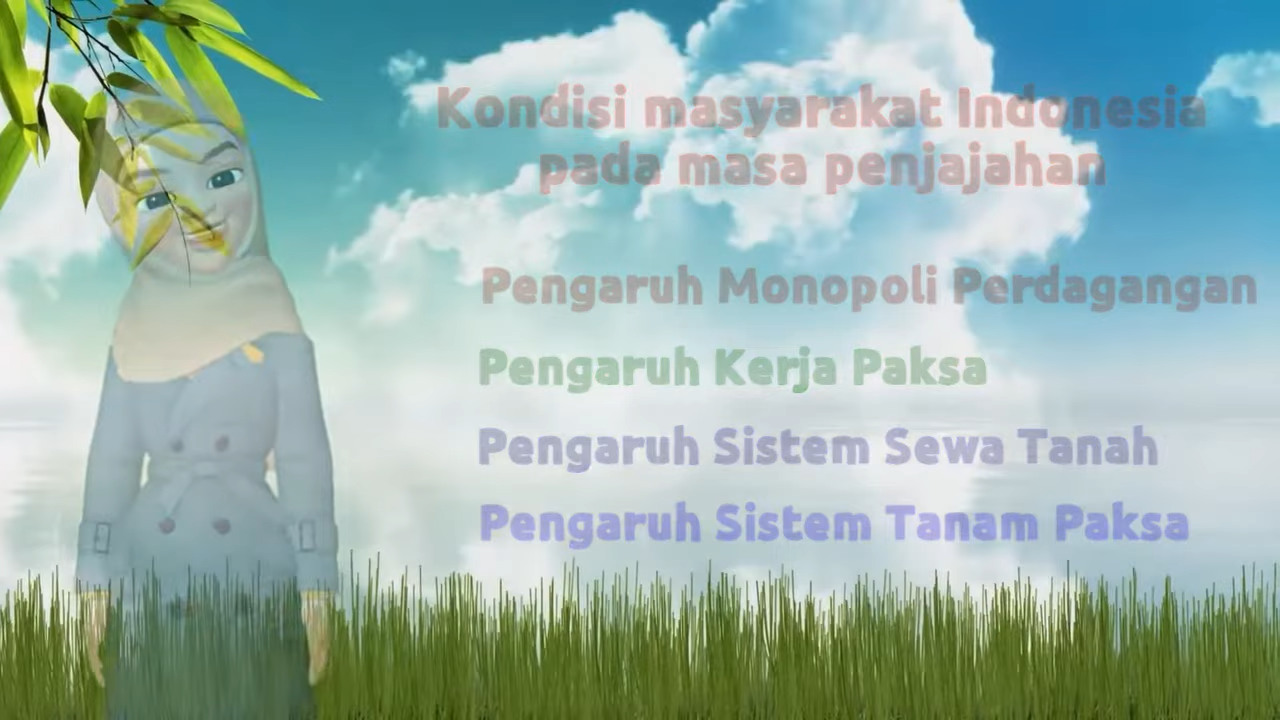 Kondisi masyarakat Indonesia
pada masa penjajahan
Pengaruh Monopoli Perdagangan
Pengaruh Kerja Paksa
Pengaruh Sistem Sewa Tanah
Pengaruh Sistem Tanam Paksa